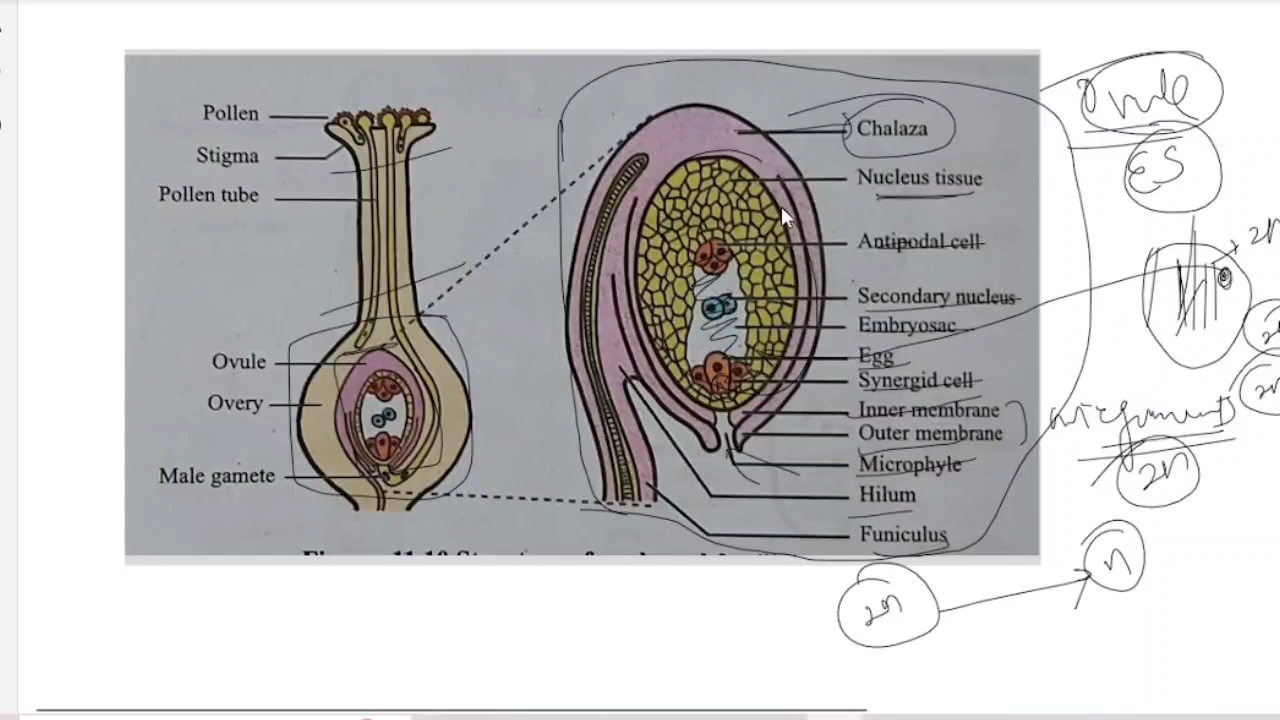 Pollen
Stigma
Pollen tube
Ovule
Overy
Male gamete
Chalaza
Nucleus tissue
Antipodal cell
Secondary nucleus
Embryosac
Egg
Synergid cell
Inner membrane
Outer membrane
Microphyle
Hilum
Funiculus
Ovule
ES
2n
2n
2n
n